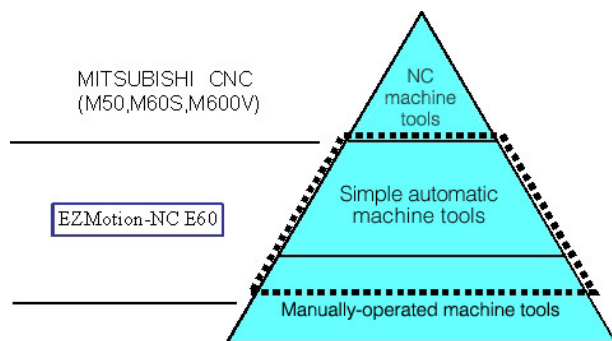 MITSUBISHI CNC
(M50,M60S,M600V)
NC
machine
tools
EZMotion-NC E60
Simple automatic
machine tools
Manually-operated machine tools